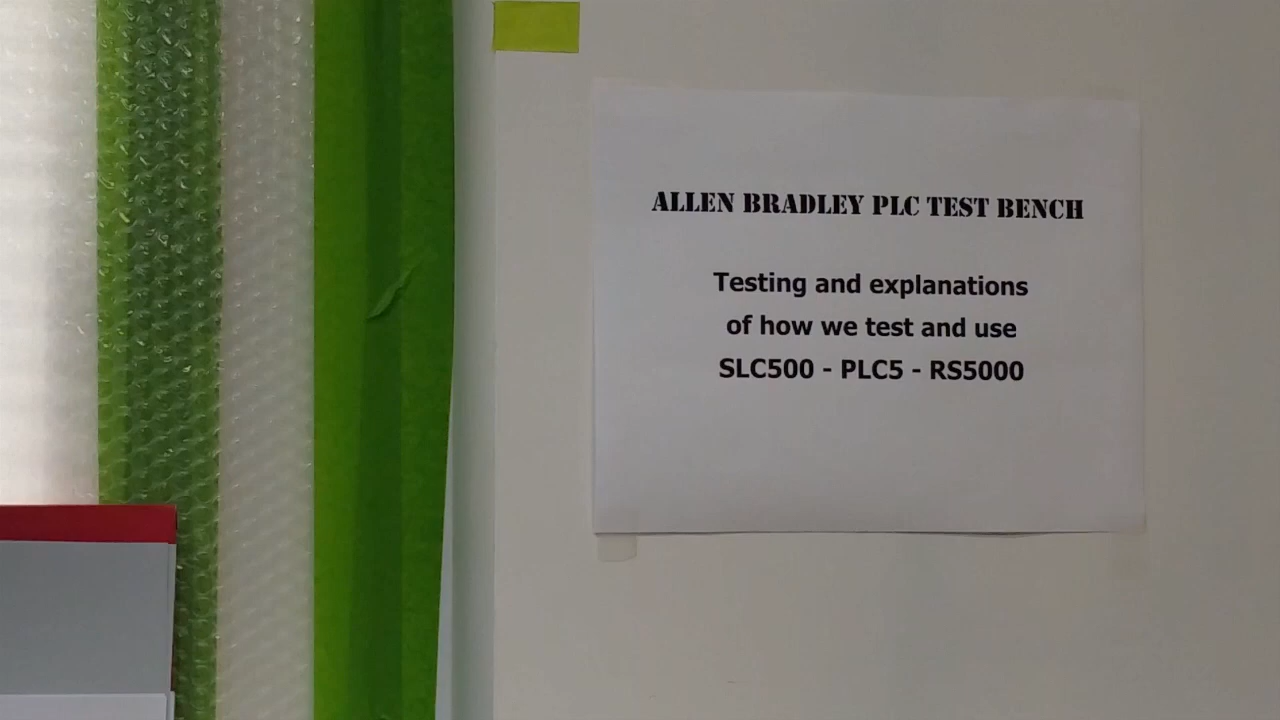 ALLEN BRADLEY PLC TEST BENCH
Testing and explanations
of how we test and use
SLC500 - PLC5 - RS5000